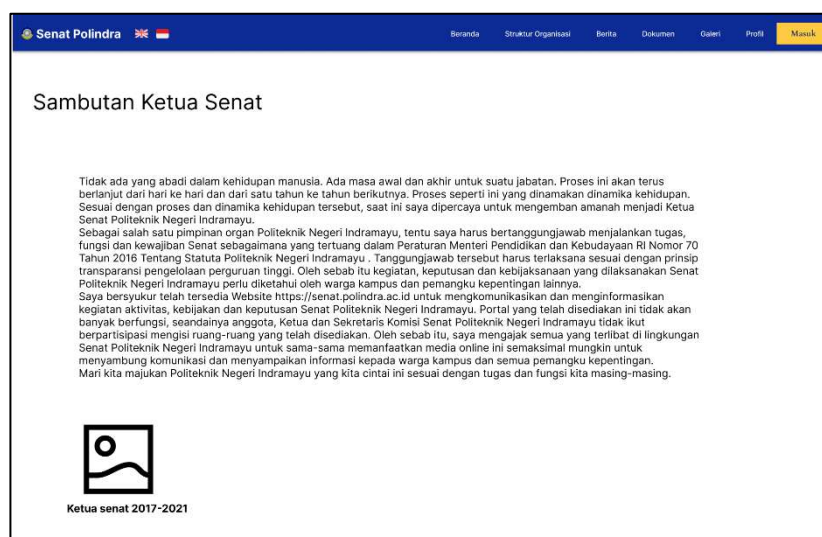 Senat Polindra
Beranda Struktur Organisasi Berita Dokumen Galeri Profil Masuk
Sambutan Ketua Senat
Tidak ada yang abadi dalam kehidupan manusia. Ada masa awal dan akhir untuk suatu jabatan. Proses ini akan terus
berlanjut dari hari ke hari dan dari satu tahun ke tahun berikutnya. Proses seperti ini yang dinamakan dinamika kehidupan.
Sesuai dengan proses dan dinamika kehidupan tersebut, saat ini saya dipercaya untuk mengemban amanah menjadi Ketua
Senat Politeknik Negeri Indramayu.
Sebagai salah satu pimpinan organ Politeknik Negeri Indramayu, tentu saya harus bertanggungjawab menjalankan tugas,
fungsi dan kewajiban Senat sebagaimana yang tertuang dalam Peraturan Menteri Pendidikan dan Kebudayaan RI Nomor 70
Tahun 2016 Tentang Statuta Politeknik Negeri Indramayu . Tanggungjawab tersebut harus terlaksana sesuai dengan prinsip
transparansi pengelolaan perguruan tinggi. Oleh sebab itu kegiatan, keputusan dan kebijaksanaan yang dilaksanakan Senat
Politeknik Negeri Indramayu perlu diketahui oleh warga kampus dan pemangku kepentingan lainnya.
Saya bersyukur telah tersedia Website https://senat.polindra.ac.id untuk mengkomunikasikan dan menginformasikan
kegiatan aktivitas, kebijakan dan keputusan Senat Politeknik Negeri Indramayu. Portal yang telah disediakan ini tidak akan
banyak berfungsi, seandainya anggota, Ketua dan Sekretaris Komisi Senat Politeknik Negeri Indramayu tidak ikut
berpartisipasi mengisi ruang-ruang yang telah disediakan. Oleh sebab itu, saya mengajak semua yang terlibat di lingkungan
Senat Politeknik Negeri Indramayu untuk sama-sama memanfaatkan media online ini semaksimal mungkin untuk
menyambung komunikasi dan menyampaikan informasi kepada warga kampus dan semua pemangku kepentingan.
Mari kita majukan Politeknik Negeri Indramayu yang kita cintai ini sesuai dengan tugas dan fungsi kita masing-masing.
Ketua senat 2017-2021